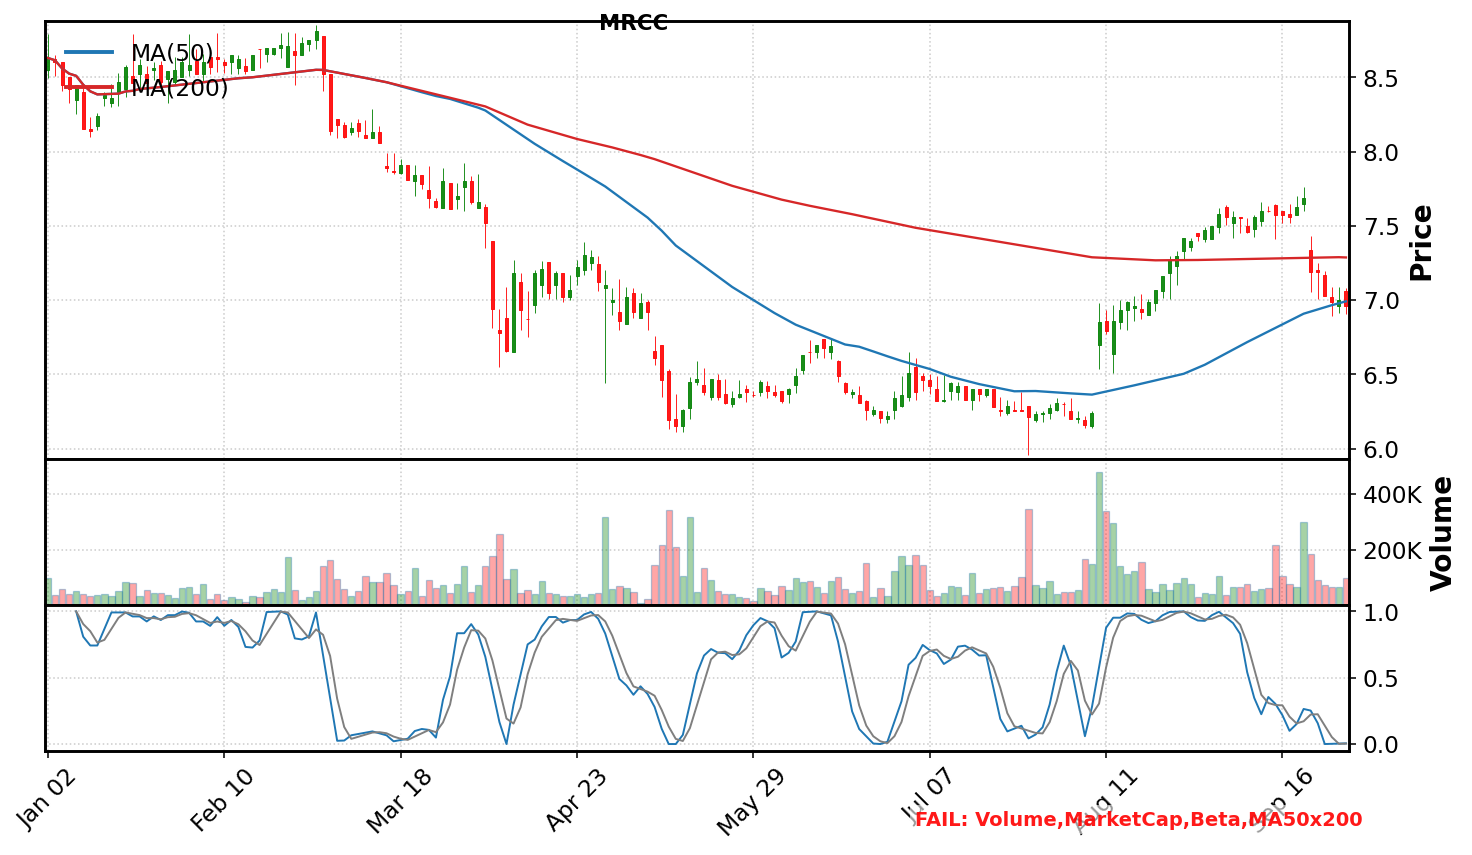 MRCC
MA(50)
MA(200)
8.5
8.0
7.5
7.0
6.5
6.0
Price
400K
200K
Volume
1.0
0.5
0.0
Jan 02
Feb 10
Mar 18
Apr 23
May 29
Jul 07
Aug 11
Sep 16
FAIL: Volume,MarketCap,Beta,MA50x200